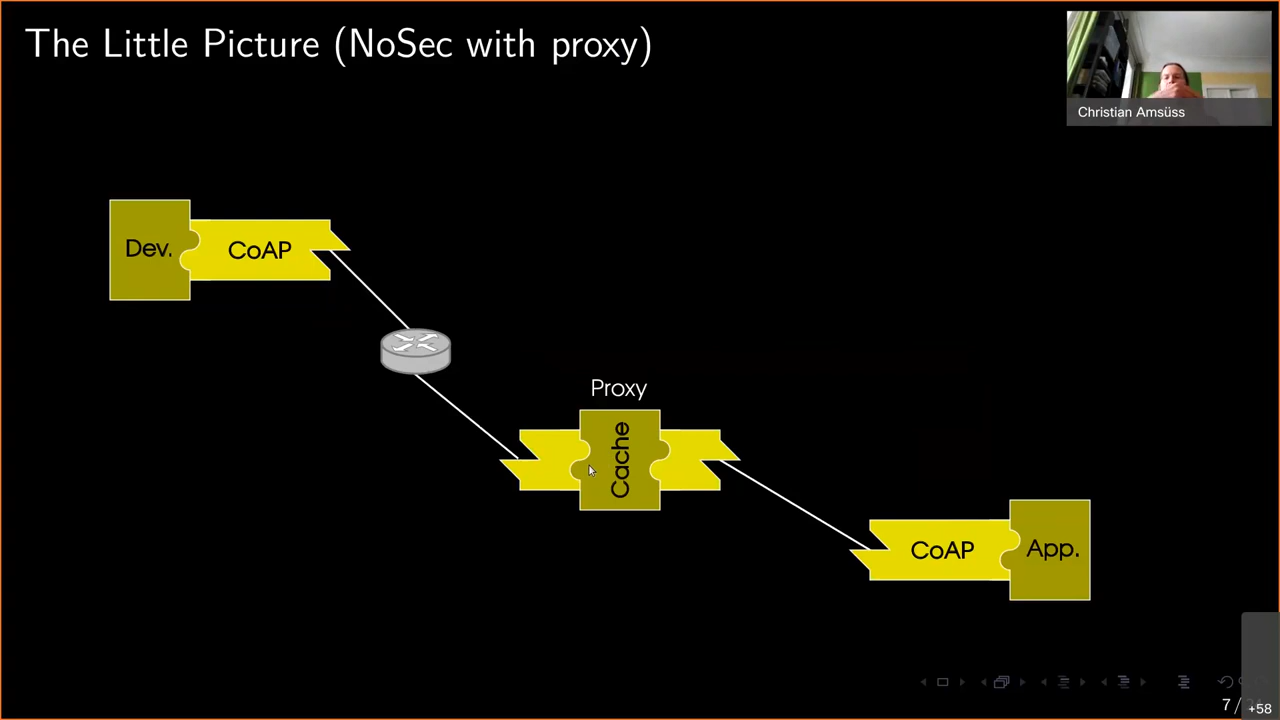 The Little Picture (NoSec with proxy)
Christian Amsüss
Dev.
CoAP
Proxy
Cache
CoAP
App.
7 /
+58